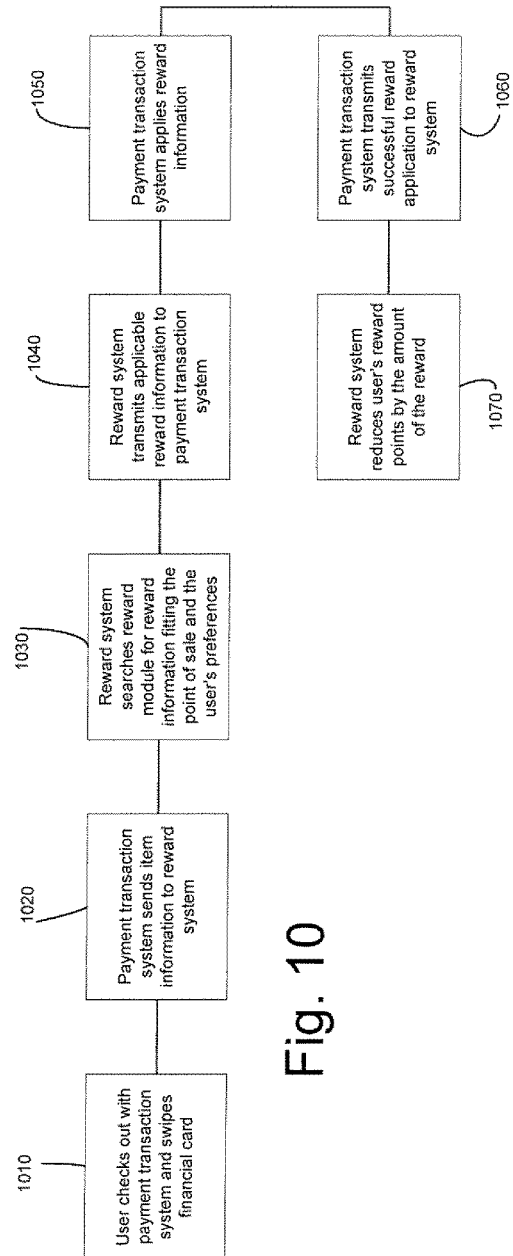 1010
User checks out with
payment transaction
system and swipes
financial card
1020
Payment transaction
system sends item
information to reward
system
1030
Reward system
searches reward
module for reward
information fitting the
point of sale and the
user's preferences
1040
Reward system
transmits applicable
reward information to
payment transaction
system
1050
Payment transaction
system applies reward
information
Payment transaction
system transmits
successful reward
application to reward
system
1060
Reward system
reduces user's reward
points by the amount
of the reward
1070
Fig. 10